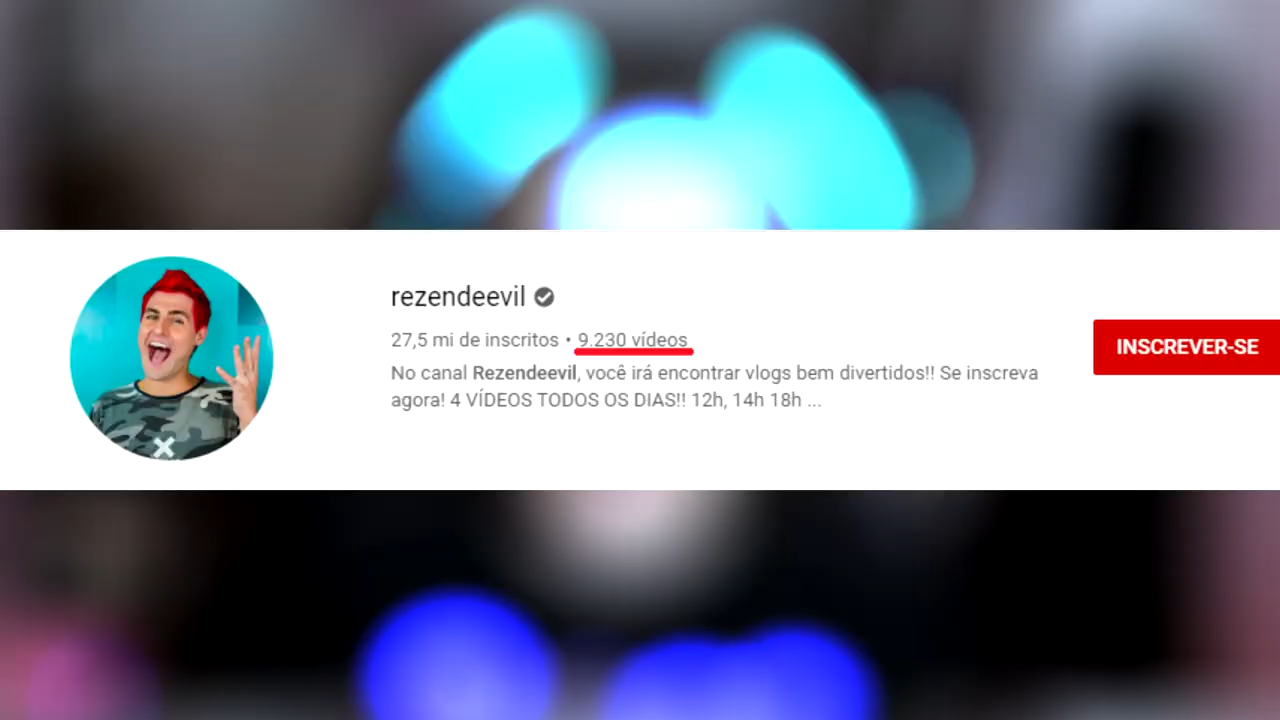 rezendeevil
27,5 mi de inscritos • 9.230 vídeos
No canal Rezendeevil, você irá encontrar vlogs bem divertidos!! Se inscreva
agora! 4 VÍDEOS TODOS OS DIAS!! 12h, 14h 18h ...
INSCREVER-SE